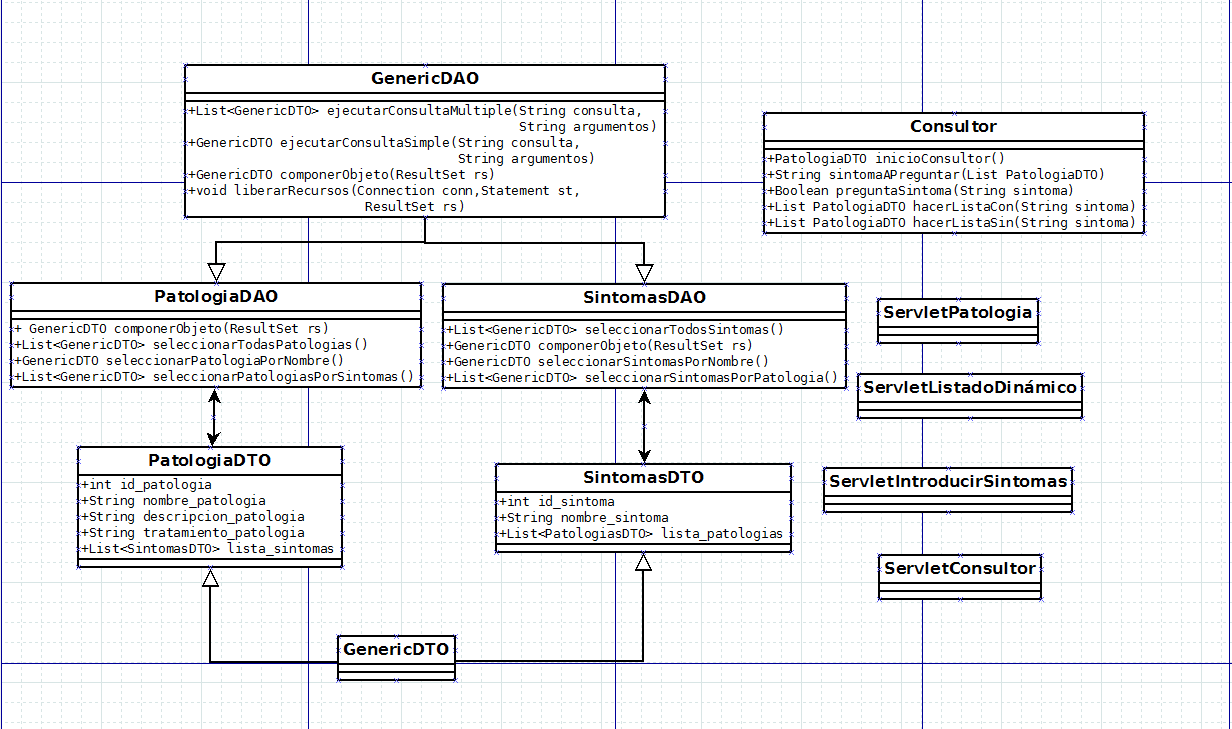 GenericDAO
+List<GenericDTO> ejecutarConsultaMultiple(String consulta,
String argumentos)
+GenericDTO ejecutarConsultaSimple(String consulta,
String argumentos)
+GenericDTO componerObjeto(ResultSet rs)
+void liberarRecursos(Connection conn,Statement st,
ResultSet rs)
Consultor
+PatologiaDTO inicioConsultor()
+String sintomaAPreguntar(List PatologiaDTO)
+Boolean preguntaSintoma(String sintoma)
+List PatologiaDTO hacerListaCon(String sintoma)
+List PatologiaDTO hacerListaSin(String sintoma)
PatologiaDAO
+ GenericDTO componerObjeto(ResultSet rs)
+List<GenericDTO> seleccionarTodasPatologias()
+GenericDTO seleccionarPatologiaPorNombre()
+List<GenericDTO> seleccionarPatologiasPorSintomas()
SintomasDAO
+List<GenericDTO> seleccionarTodosSintomas()
+GenericDTO componerObjeto(ResultSet rs)
+GenericDTO seleccionarSintomasPorNombre()
+List<GenericDTO> seleccionarSintomasPorPatologia()
ServletPatologia
ServletListadoDinámico
PatologiaDTO
+int id_patologia
+String nombre_patologia
+String descripcion_patologia
+String tratamiento_patologia
+List<SintomasDTO> lista_sintomas
SintomasDTO
+int id_sintoma
+String nombre_sintoma
+List<PatologiasDTO> lista_patologias
ServletIntroducirSintomas
ServletConsultor
GenericDTO